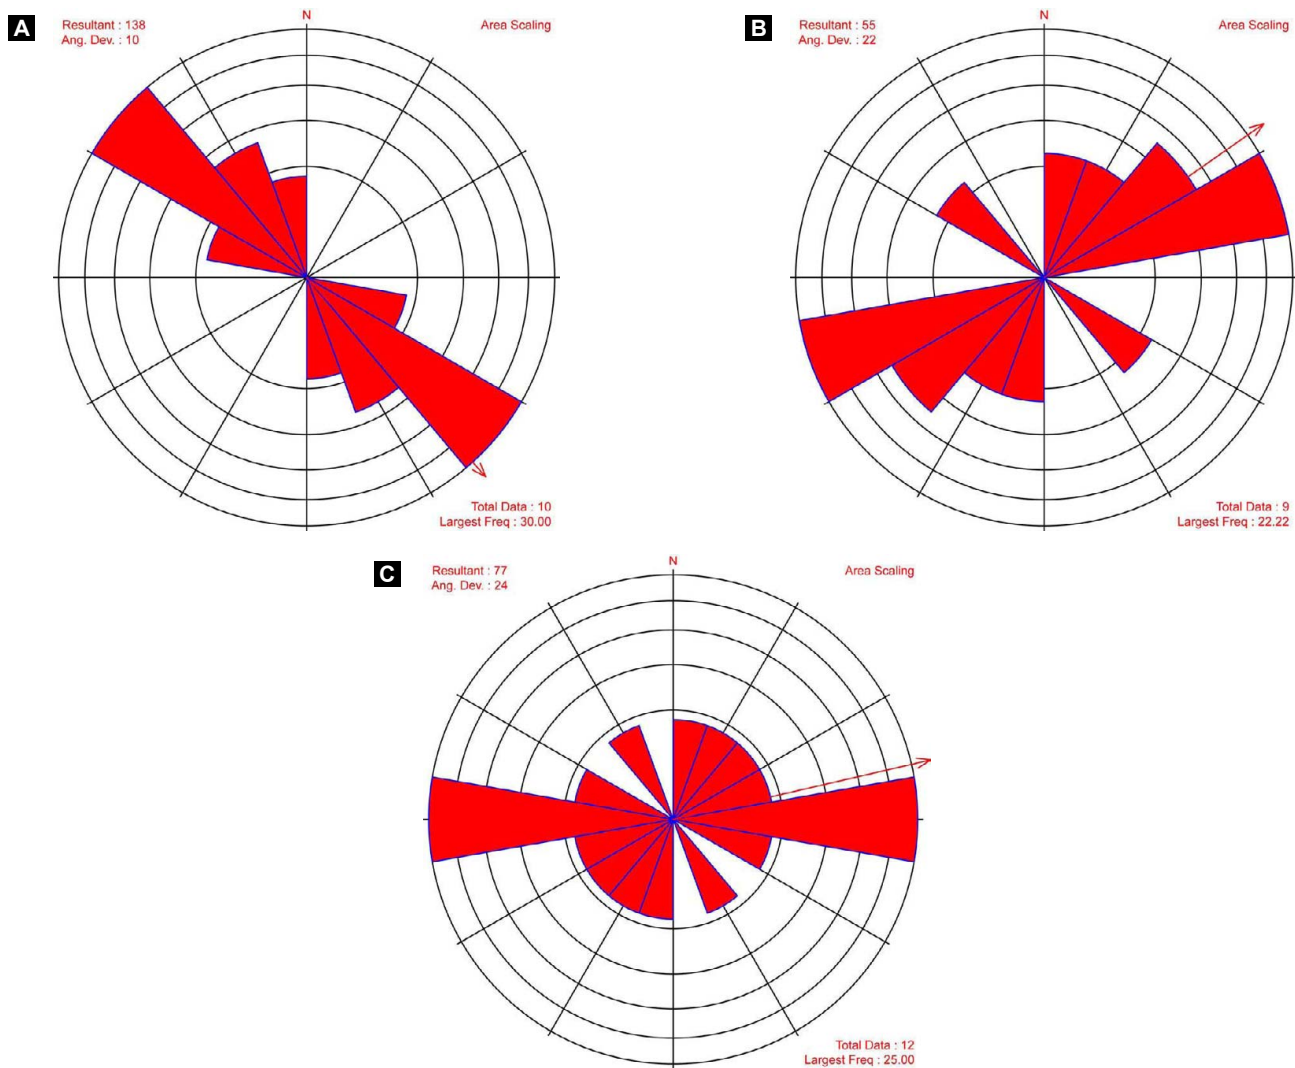 A
Resultant : 138
Ang. Dev. : 10
N
Area Scaling
Total Data : 10
Largest Freq : 30.00
B
Resultant : 55
Ang. Dev. : 22
N
Area Scaling
Total Data : 9
Largest Freq : 22.22
C
Resultant : 77
Ang. Dev. : 24
N
Area Scaling
Total Data : 12
Largest Freq : 25.00